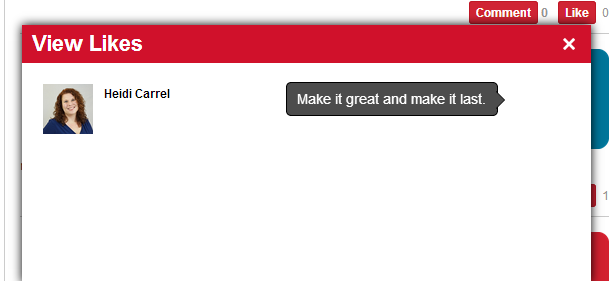 Comment 0 Like 0
View Likes ×
Heidi Carrel
Make it great and make it last.
1